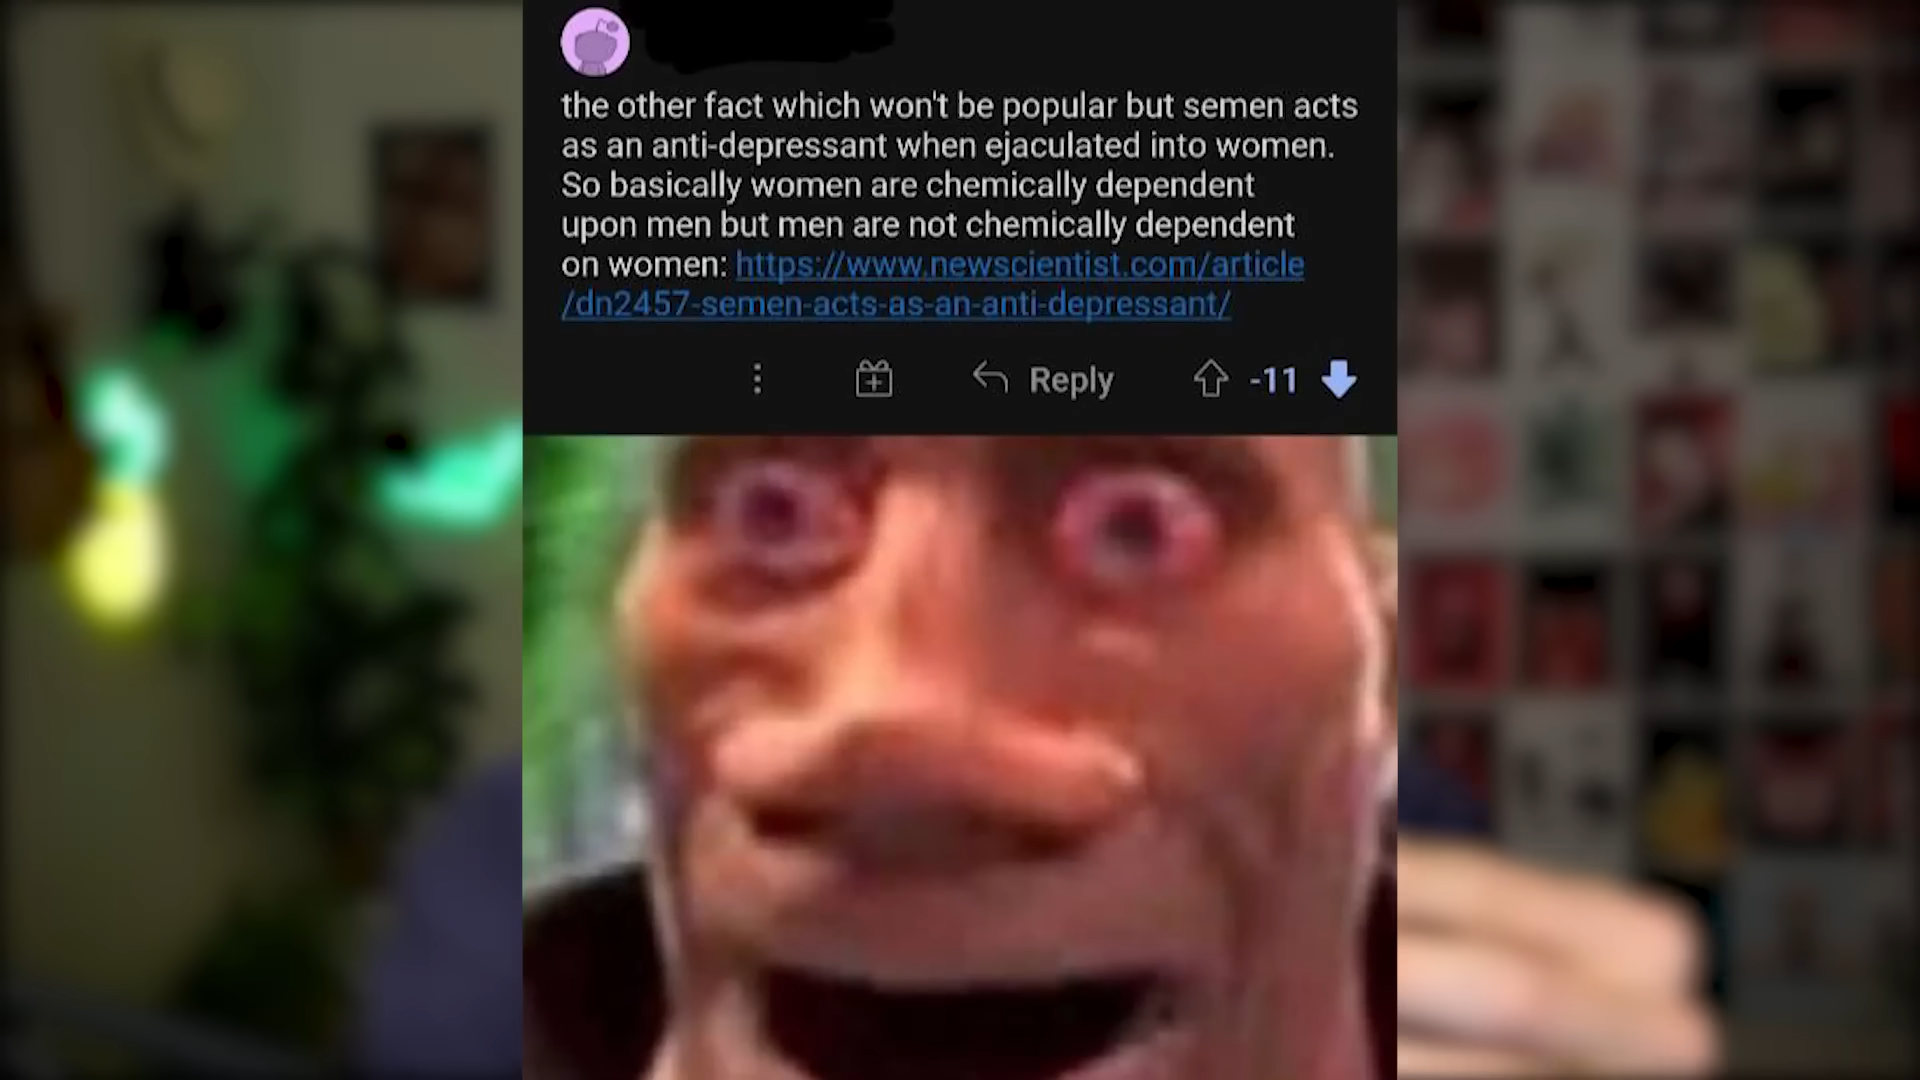 the other fact which won't be popular but semen acts
as an anti-depressant when ejaculated into women.
So basically women are chemically dependent
upon men but men are not chemically dependent
on women: https://www.newscientist.com/article
/dn2457-semen-acts-as-an-anti-depressant/
Reply -11